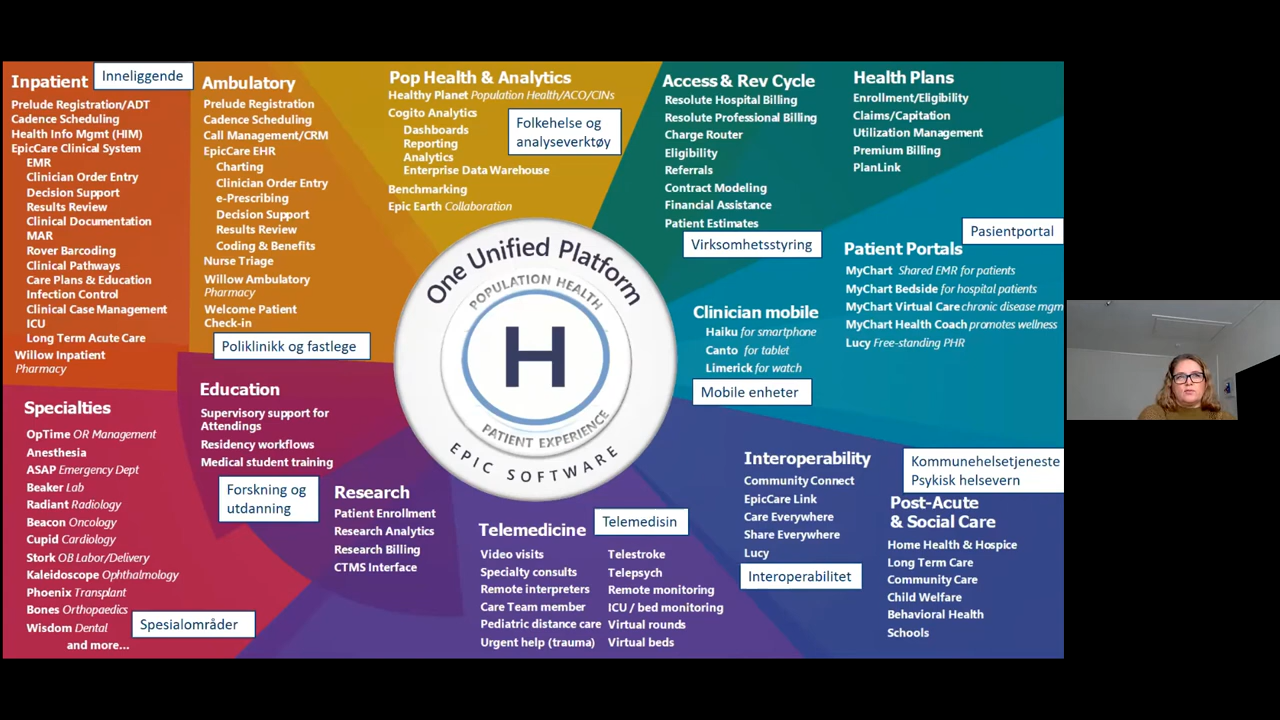 Inpatient
Inneliggende
Prelude Registration/ADT
Cadence Scheduling
Health Info Mgmt (HIM)
EpicCare Clinical System
EMR
Clinician Order Entry
Decision Support
Results Review
Clinical Documentation
MAR
Rover Barcoding
Clinical Pathways
Care Plans & Education
Infection Control
Clinical Case Management
ICU
Long Term Acute Care
Willow Inpatient
Pharmacy
Ambulatory
Prelude Registration
Cadence Scheduling
Call Management/CRM
EpicCare EHR
Charting
Clinician Order Entry
e-Prescribing
Decision Support
Results Review
Coding & Benefits
Nurse Triage
Willow Ambulatory
Pharmacy
Welcome Patient
Check-in
Poliklinikk og fastlege
Pop Health & Analytics
Healthy Planet Population Health/ACO/CINs
Cogito Analytics
Dashboards
Reporting
Analytics
Enterprise Data Warehouse
Benchmarking
Epic Earth Collaboration
Folkehelse og
analyseverktøy
Access & Rev Cycle
Resolute Hospital Billing
Resolute Professional Billing
Charge Router
Eligibility
Referrals
Contract Modeling
Financial Assistance
Patient Estimates
Virksomhetsstyring
Health Plans
Enrollment/Eligibility
Claims/Capitation
Utilization Management
Premium Billing
PlanLink
Pasientportal
Patient Portals
MyChart Shared EMR for patients
MyChart Bedside for hospital patients
MyChart Virtual Care chronic disease mgm
MyChart Health Coach promotes wellness
Lucy Free-standing PHR
Clinician mobile
Haiku for smartphone
Canto for tablet
Limerick for watch
Mobile enheter
One Unified Platform
POPULATION HEALTH
H
PATIENT EXPERIENCE
EPIC SOFTWARE
Specialties
OpTime OR Management
Anesthesia
ASAP Emergency Dept
Beaker Lab
Radiant Radiology
Beacon Oncology
Cupid Cardiology
Stork OB Labor/Delivery
Kaleidoscope Ophthalmology
Phoenix Transplant
Bones Orthopaedics
Wisdom Dental
and more...
Spesialområder
Education
Supervisory support for
Attendings
Residency workflows
Medical student training
Forskning og
utdanning
Research
Patient Enrollment
Research Analytics
Research Billing
CTMS Interface
Telemedicine
Telemedisin
Video visits
Specialty consults
Remote interpreters
Care Team member
Pediatric distance care
Urgent help (trauma)
Telestroke
Telepsych
Remote monitoring
ICU / bed monitoring
Virtual rounds
Virtual beds
Interoperability
Community Connect
EpicCare Link
Care Everywhere
Share Everywhere
Lucy
Interoperabilitet
Kommunehelsetjeneste
Psykisk helsevern
Post-Acute
& Social Care
Home Health & Hospice
Long Term Care
Community Care
Child Welfare
Behavioral Health
Schools